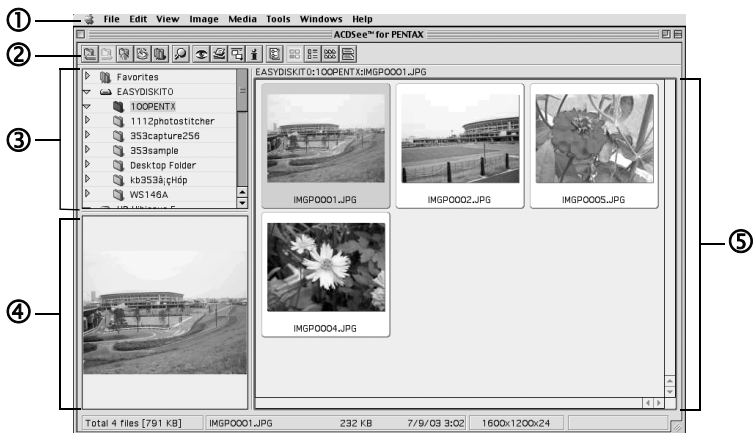 ①
File Edit View Image Media Tools Windows Help
ACDSee™ for PENTAX
②
EASYDISKIT0:100PENTX:IMGP0001.JPG
③
Favorites
EASYDISKIT0
100PENTX
1112photostitcher
353capture256
353sample
Desktop Folder
kb353â¡çHóp
WS146A
IMGP0001.JPG
IMGP0002.JPG
IMGP0005.JPG
④
⑤
IMGP0004.JPG
Total 4 files [791 KB]
IMGP0001.JPG
232 KB
7/9/03 3:02
1600x1200x24